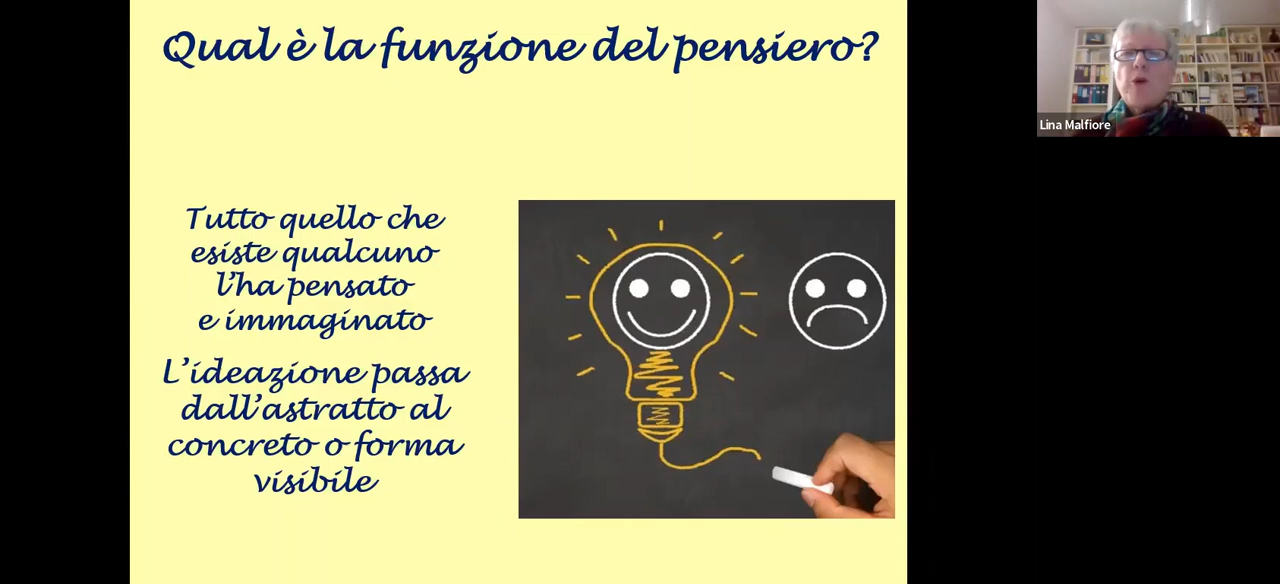 Qual è la funzione del pensiero?
Tutto quello che
esiste qualcuno
l'ha pensato
e immaginato
L'ideazione passa
dall'astratto al
concreto o forma
visibile
Lina Malfiore